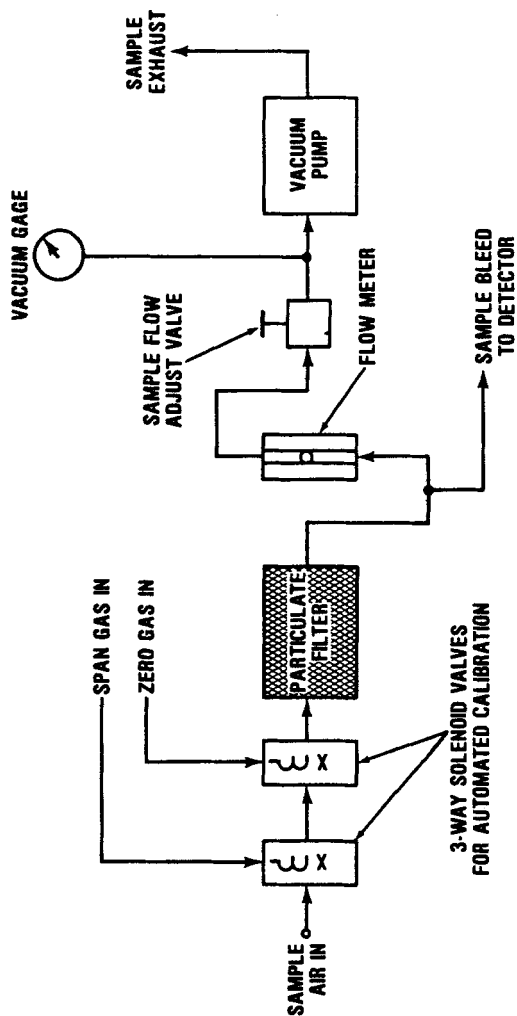 SAMPLE
EXHAUST
VACUUM GAGE
VACUUM
PUMP
SAMPLE FLOW
ADJUST VALVE
FLOW METER
SAMPLE BLEED
TO DETECTOR
SPAN GAS IN
ZERO GAS IN
PARTICULATE
FILTER
X
X
3-WAY SOLENOID VALVES
FOR AUTOMATED CALIBRATION
SAMPLE
AIR IN